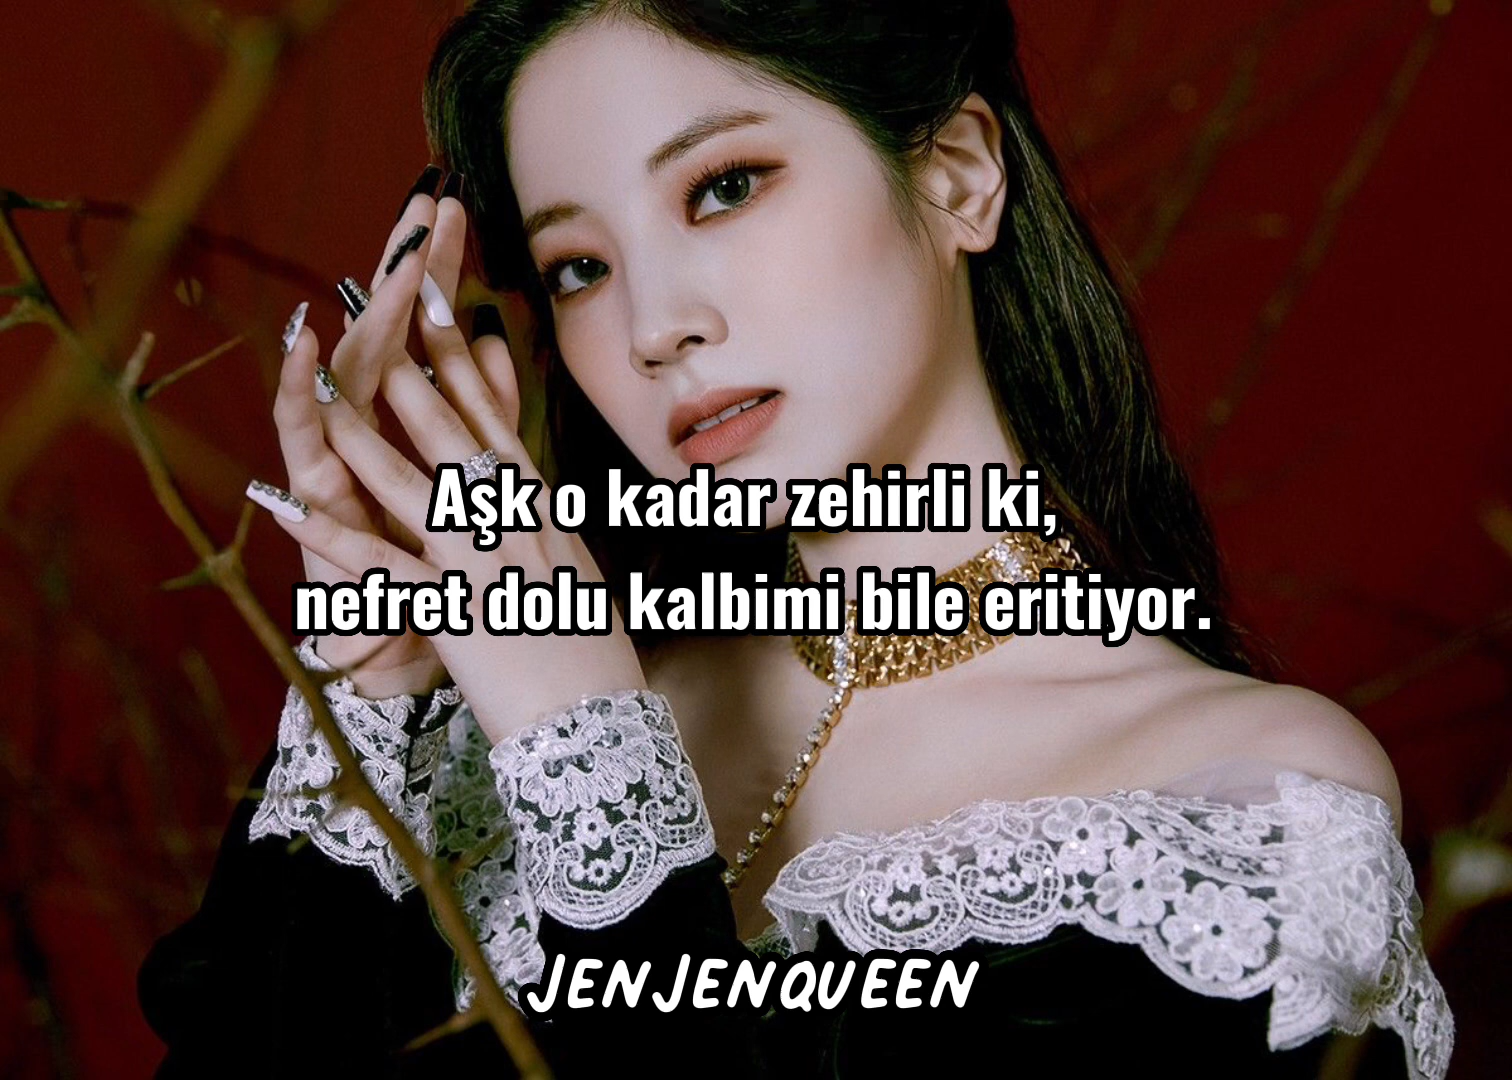 Aşk o kadar zehirli ki,
nefret dolu kalbimi bile eritiyor.
JENJENQUEEN